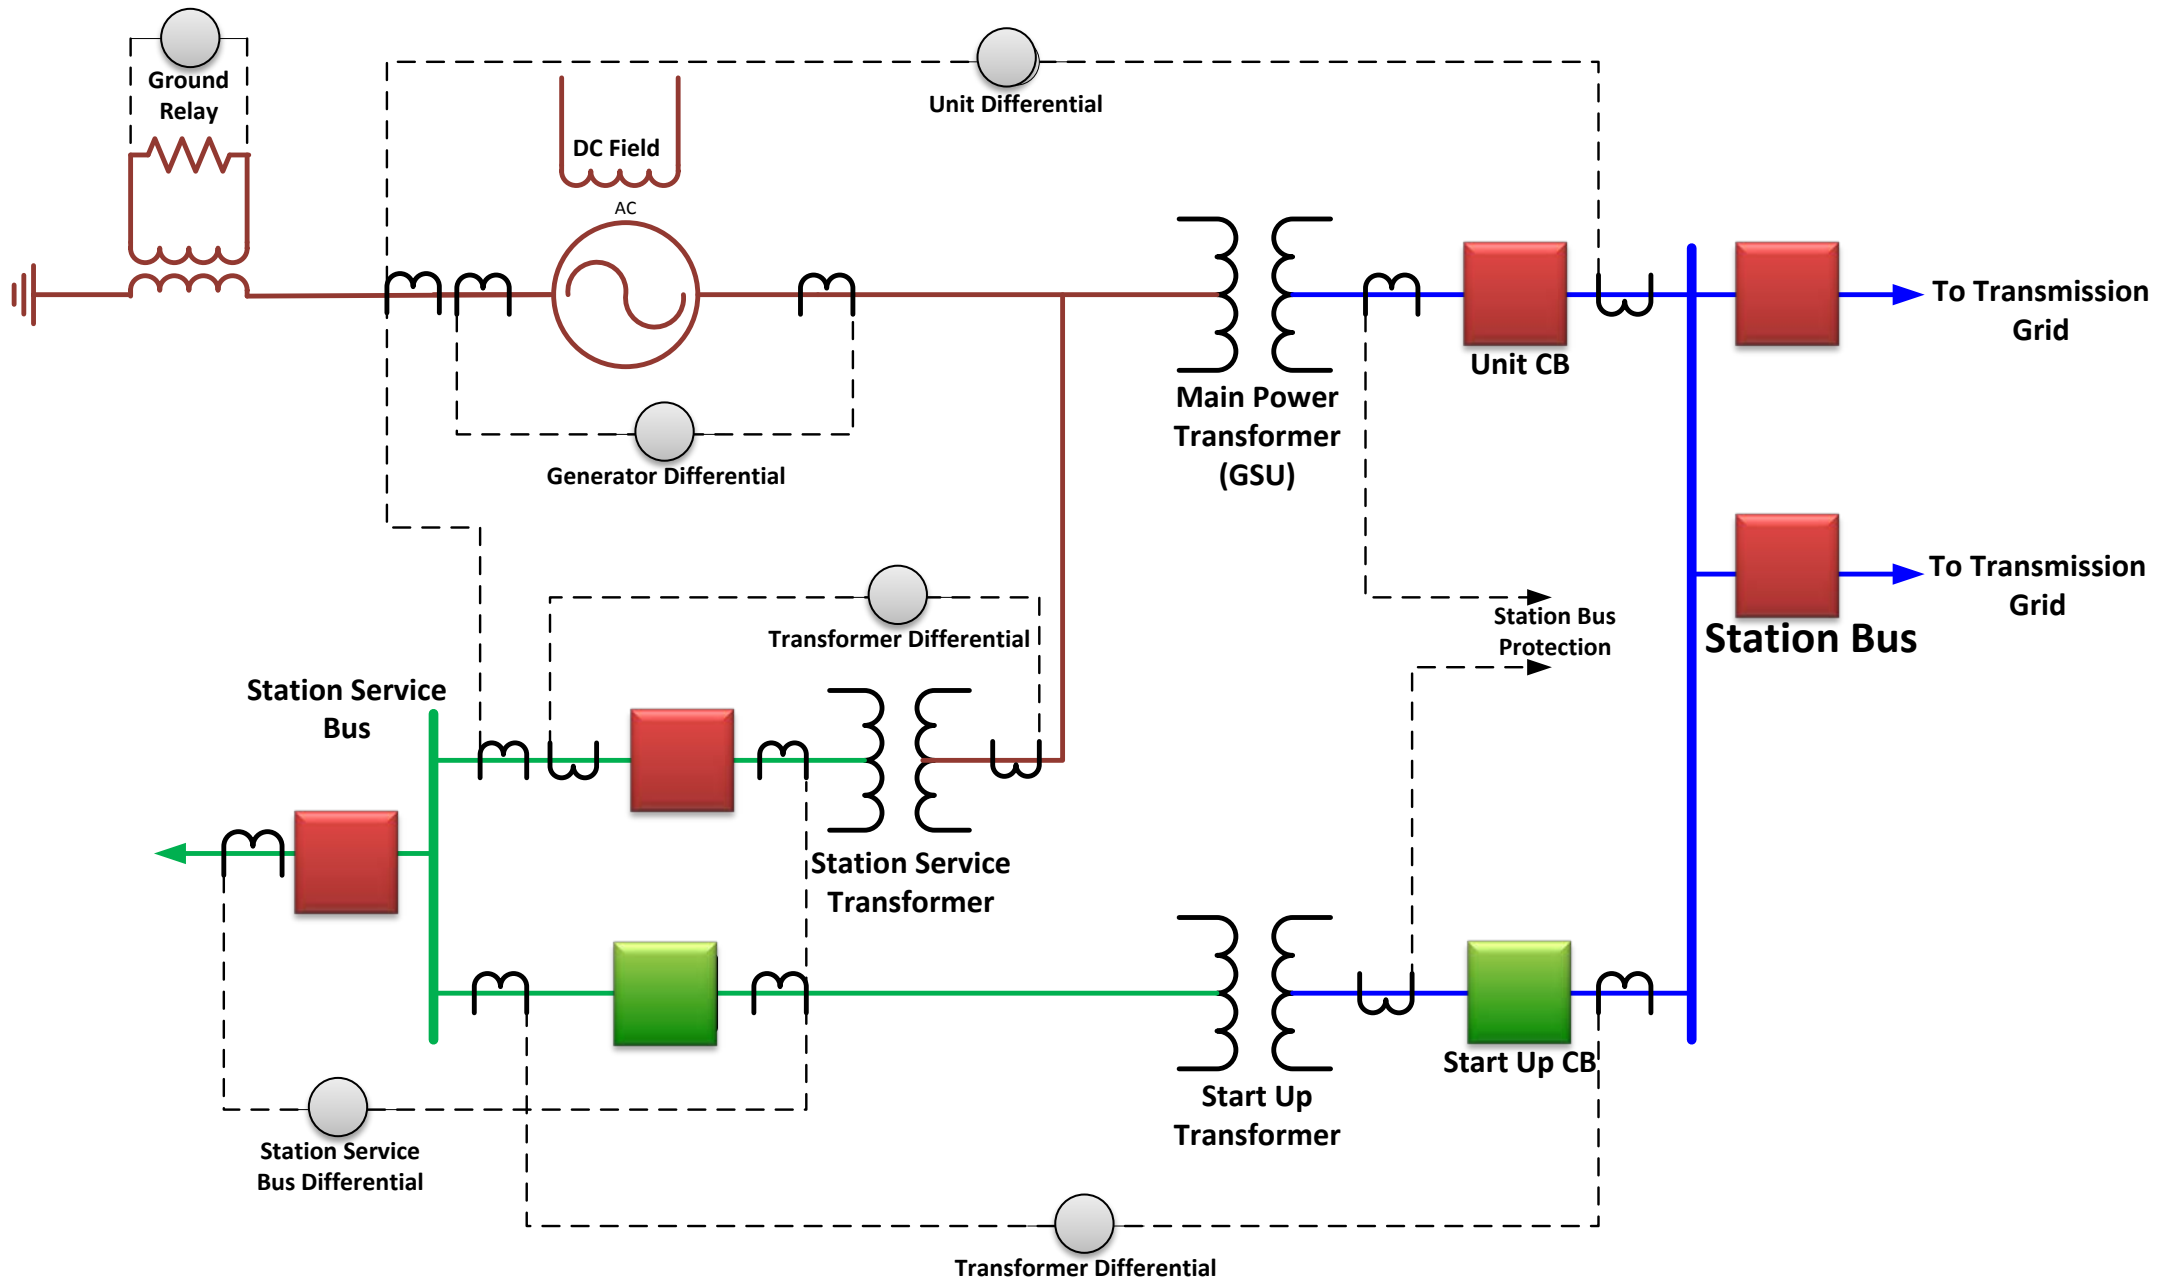 Ground
Relay
Unit Differential
DC Field
AC
To Transmission
Grid
Unit CB
Main Power
Transformer
(GSU)
Generator Differential
To Transmission
Grid
Station Bus
Protection
Station Bus
Transformer Differential
Station Service
Bus
Station Service
Transformer
Start Up CB
Start Up
Transformer
Station Service
Bus Differential
Transformer Differential